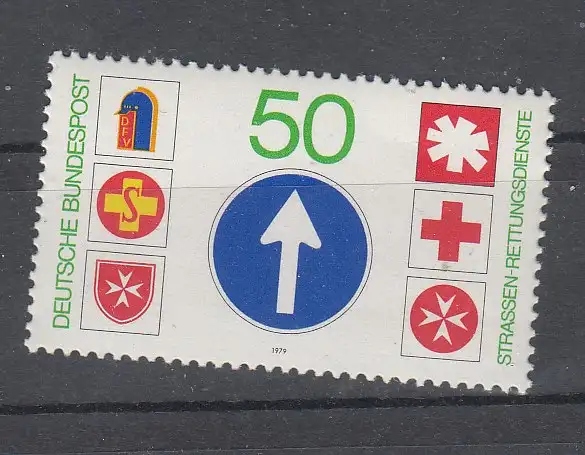 DEUTSCHE BUNDESPOST
50
DFV
S
STRASSEN-RETTUNGSDIENSTE
1979